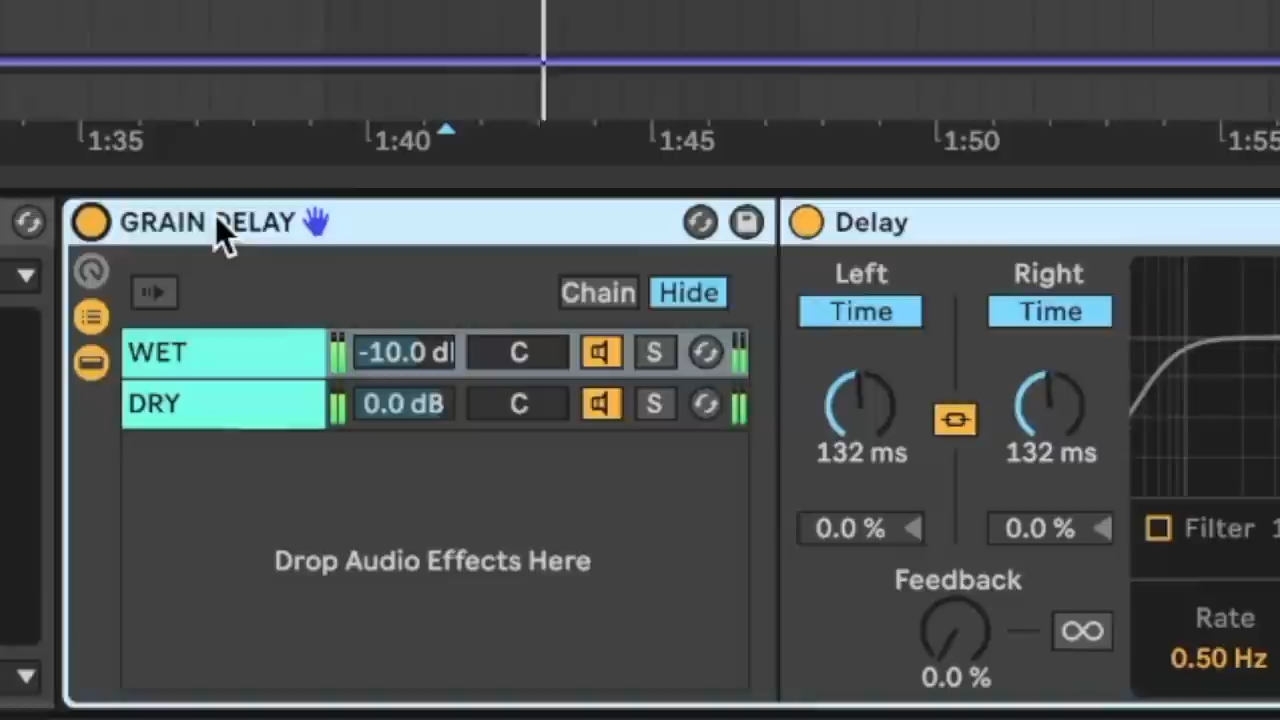 1:35 1:40 1:45 1:50 1:55
GRAIN DELAY
Delay
Chain Hide
WET -10.0 d C S
DRY 0.0 dB C S
Drop Audio Effects Here
Left Right
Time Time
132 ms 132 ms
0.0 % 0.0 %
Filter 1
Feedback
0.0 %
Rate
0.50 Hz